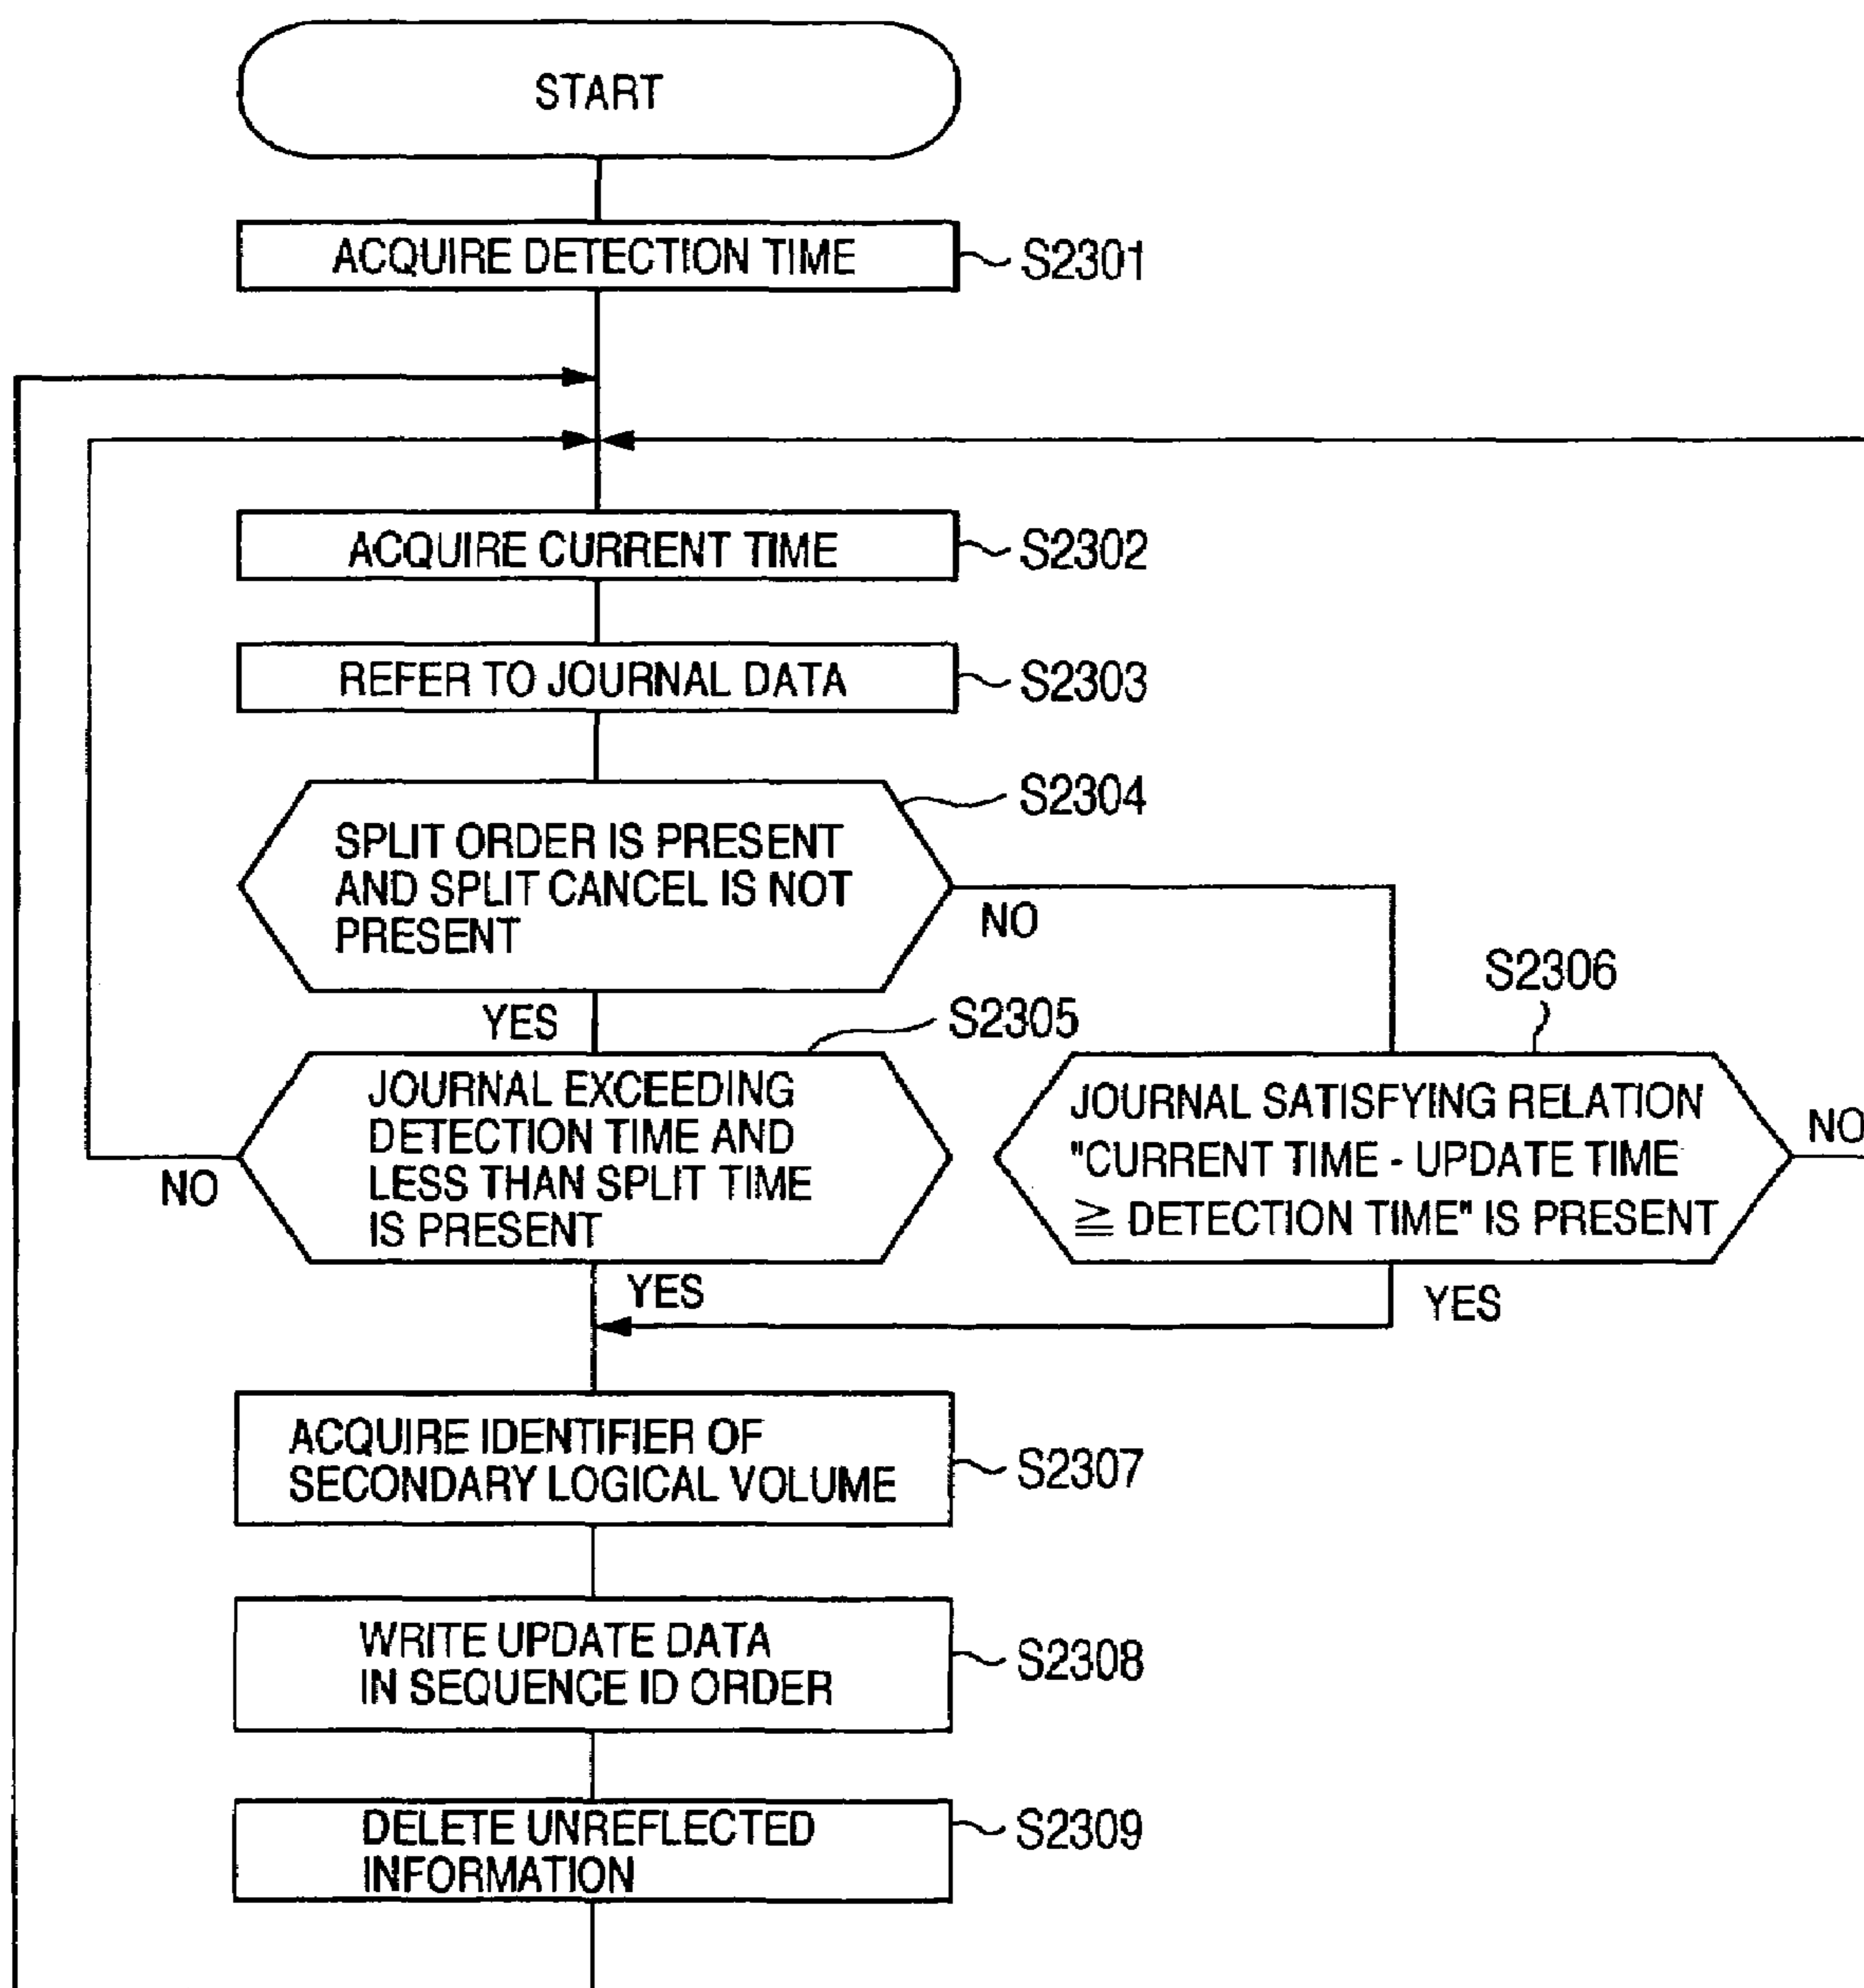 START
ACQUIRE DETECTION TIME
S2301
ACQUIRE CURRENT TIME
S2302
REFER TO JOURNAL DATA
S2303
S2304
SPLIT ORDER IS PRESENT
AND SPLIT CANCEL IS NOT
PRESENT
NO
S2306
YES
S2305
JOURNAL EXCEEDING
DETECTION TIME AND
LESS THAN SPLIT TIME
IS PRESENT
NO
JOURNAL SATISFYING RELATION
"CURRENT TIME - UPDATE TIME
≧ DETECTION TIME" IS PRESENT
NO
YES
YES
ACQUIRE IDENTIFIER OF
SECONDARY LOGICAL VOLUME
S2307
WRITE UPDATE DATA
IN SEQUENCE ID ORDER
S2308
DELETE UNREFLECTED
INFORMATION
S2309